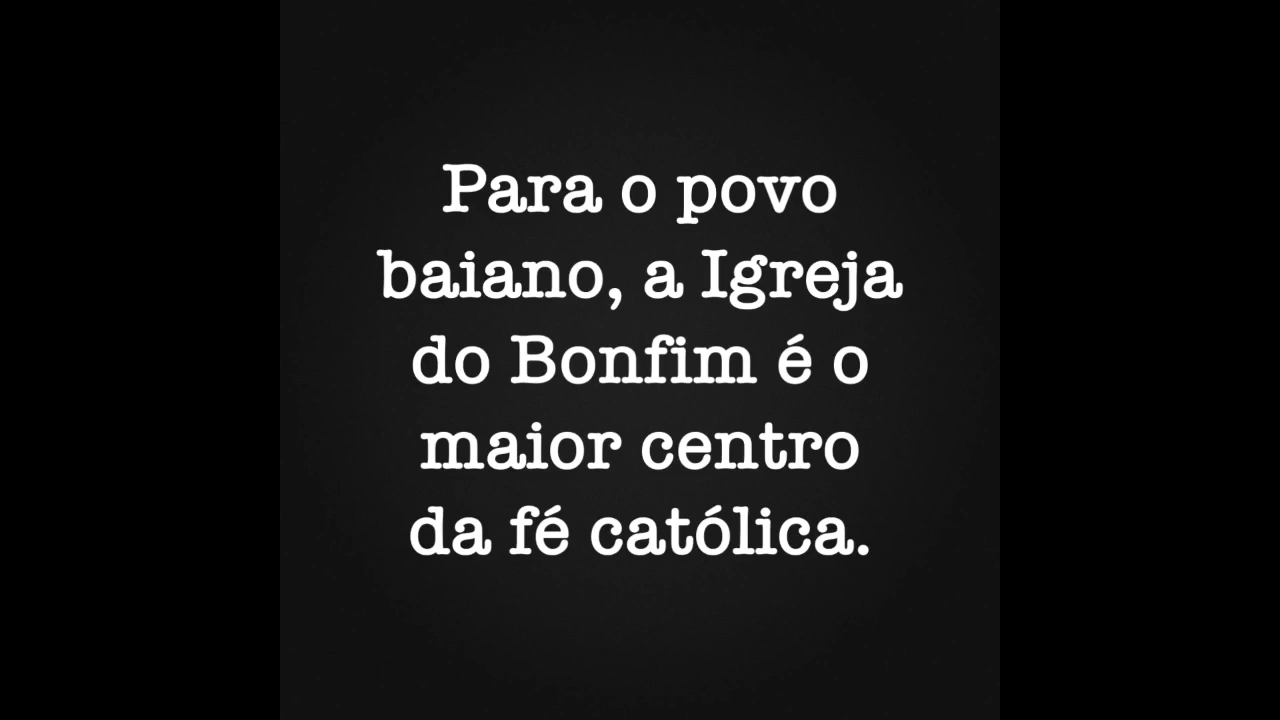 Para o povo
baiano, a Igreja
do Bonfim é o
maior centro
da fé católica.